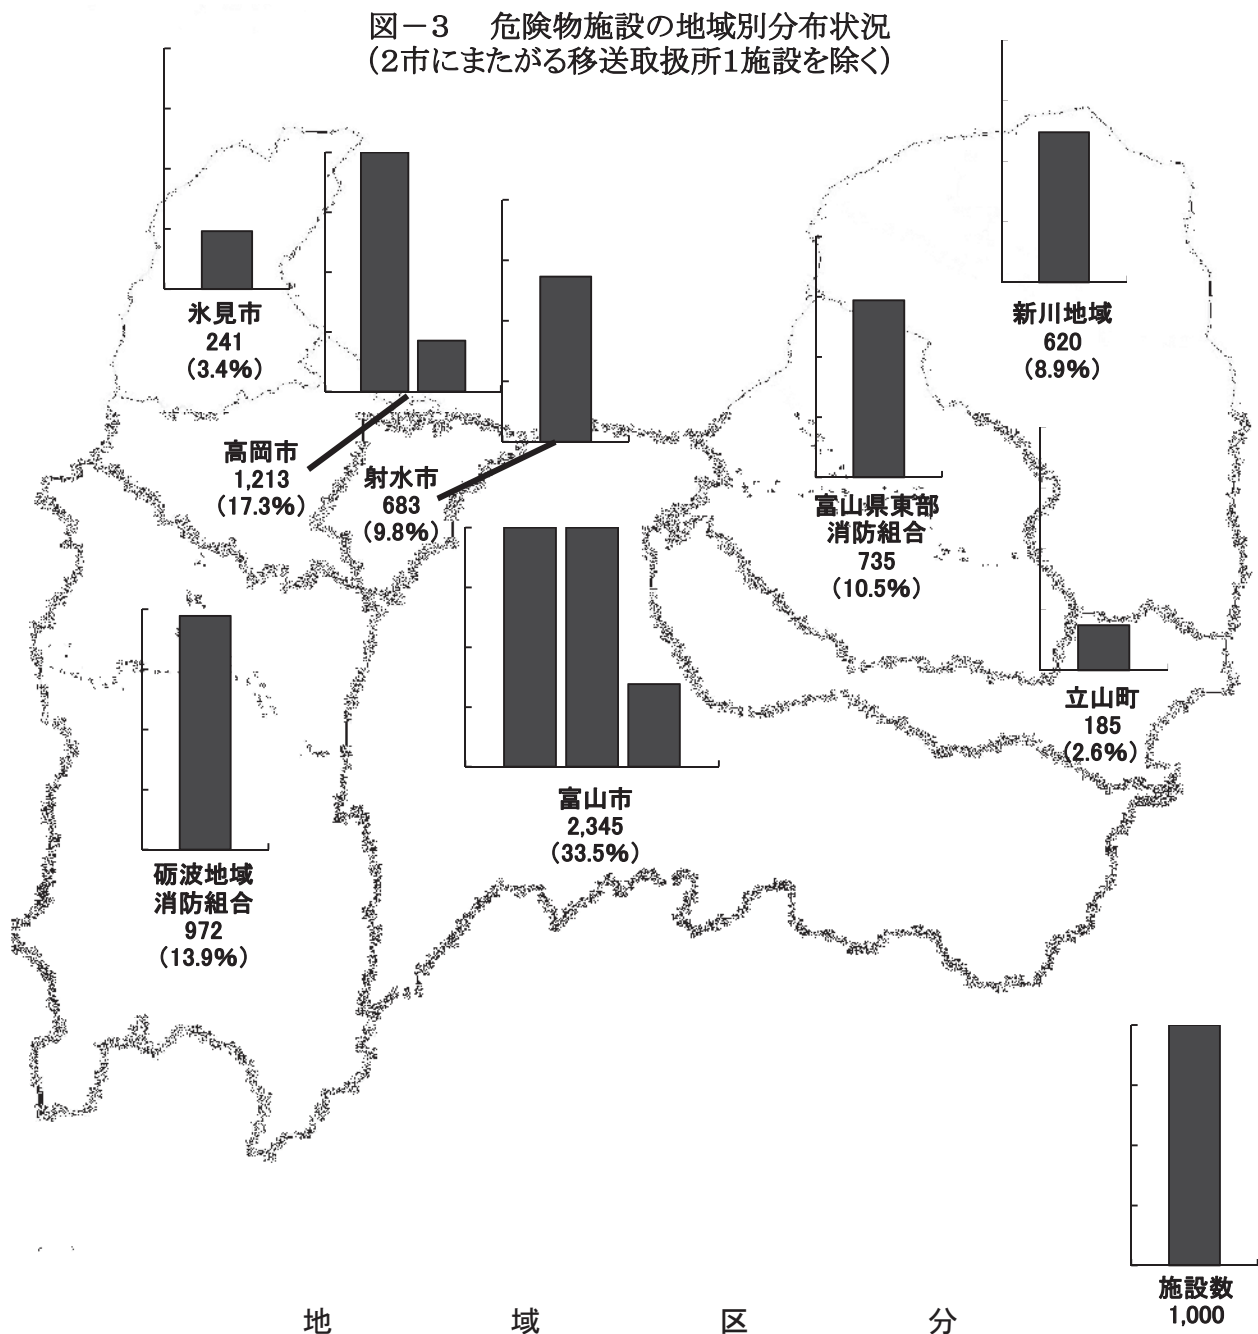 図－３　危険物施設の地域別分布状況
（２市にまたがる移送取扱所１施設を除く）
氷見市
241
（3.4%）
新川地域
620
（8.9%）
高岡市
1,213
（17.3%）
射水市
683
（9.8%）
富山県東部
消防組合
735
（10.5%）
立山町
185
（2.6%）
富山市
2,345
（33.5%）
砺波地域
消防組合
972
（13.9%）
施設数
1,000
地　域　区　分